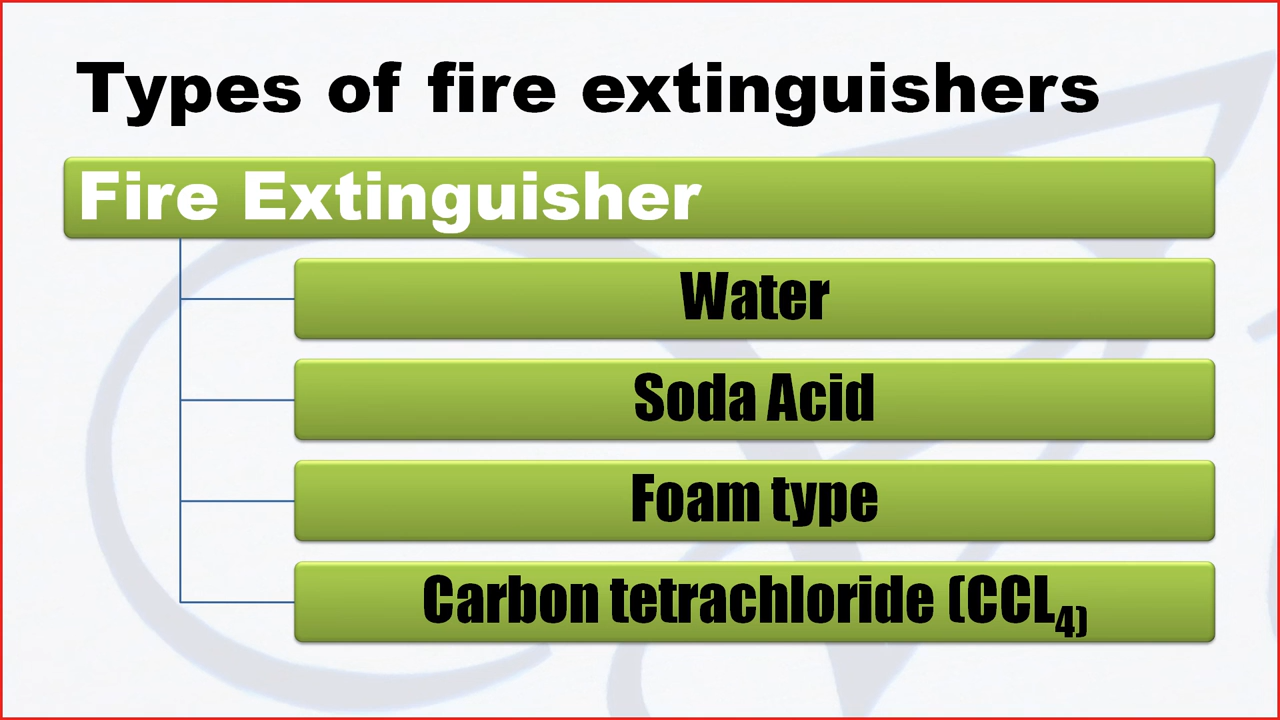 Types of fire extinguishers
Fire Extinguisher
Water
Soda Acid
Foam type
Carbon tetrachloride (CCL₄₎